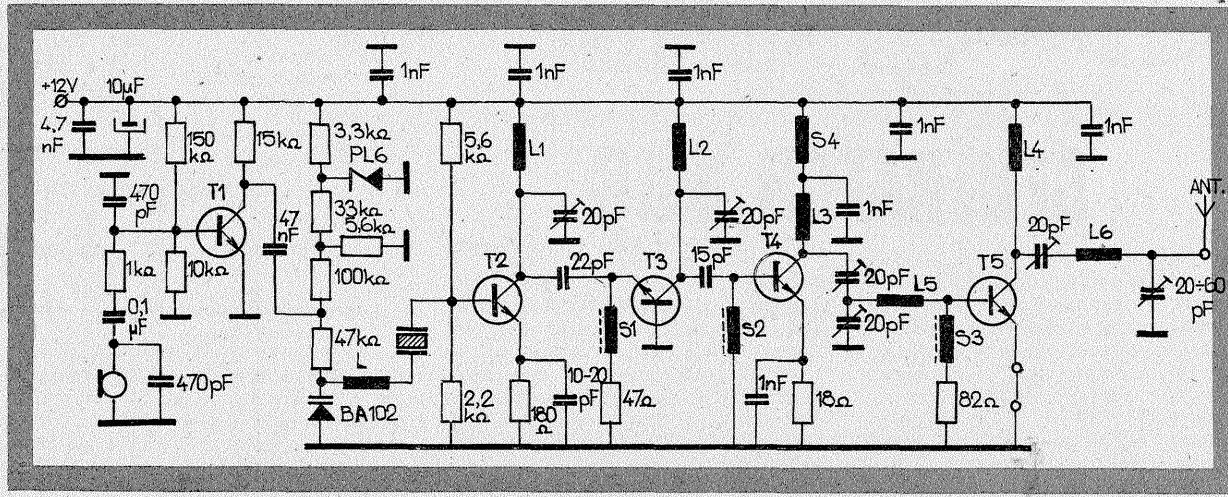 1nF
1nF
1nF
+12V
10µF
4,7
nF
150
kΩ
15kΩ
3,3kΩ
PL6
5,6
kΩ
L1
L2
S4
1nF
L4
1nF
470
pF
T1
47
nF
33kΩ
5,6kΩ
20pF
20pF
L3
1nF
ANT.
1kΩ
10kΩ
100kΩ
T2
22pF
T3
15pF
T4
20pF
L5
T5
20pF
L6
0,1
µF
47kΩ
L
S1
S2
20pF
S3
20÷60
pF
470pF
BA102
2,2
kΩ
180
Ω
10-20
pF
47Ω
1nF
18Ω
82Ω